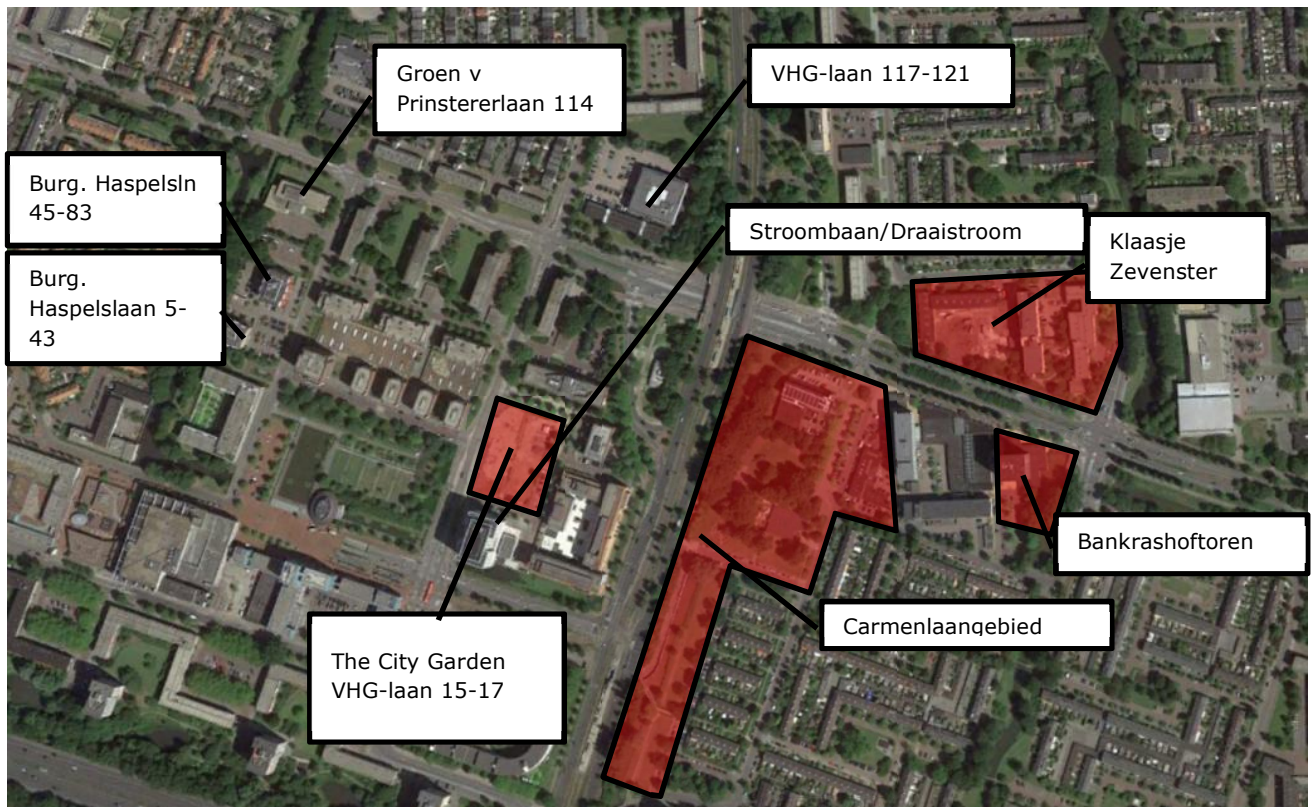 Groen v
Prinstererlaan 114
VHG-laan 117-121
Burg. Haspelsln
45-83
Stroombaan/Draaistroom
Klaasje
Zevenster
Burg.
Haspelslaan 5-
43
Bankrashoftoren
Carmenlaangebied
The City Garden
VHG-laan 15-17